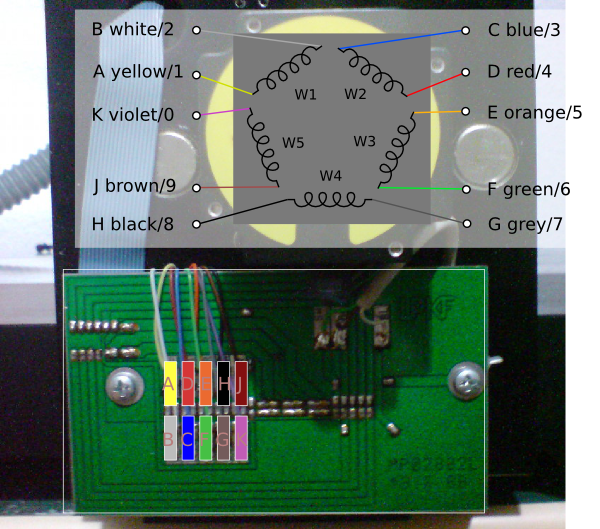 B white/2
C blue/3
A yellow/1
D red/4
W1
W2
K violet/0
E orange/5
W5
W3
W4
J brown/9
F green/6
H black/8
G grey/7
A D E H J
B C F G K